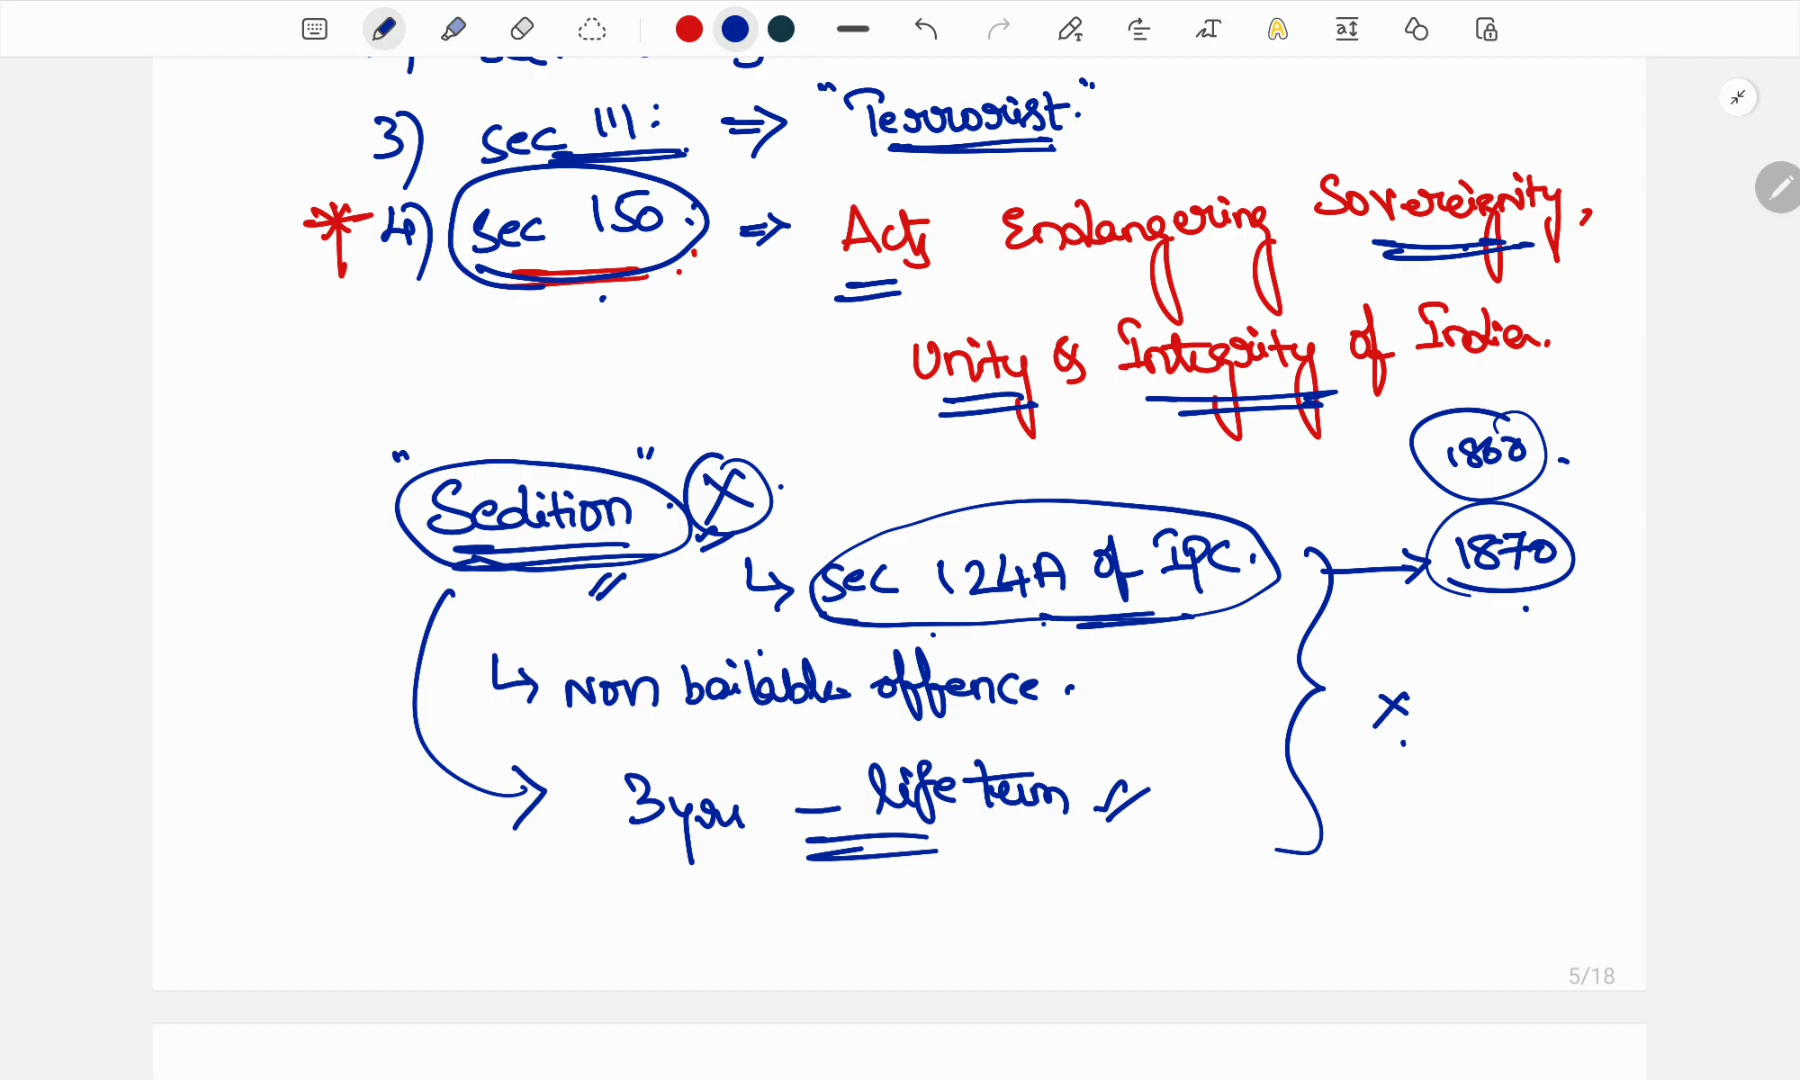 3) Sec 111: ⇒ "Terrorist."
4) Sec 150: ⇒ Acts Endangering Sovereignty,
Unity & Integrity of India.
1860.
"Sedition" X
↳ Sec 124A of IPC. → 1870
↳ non bailable offence.
X
→ 3 year — life term
5/18